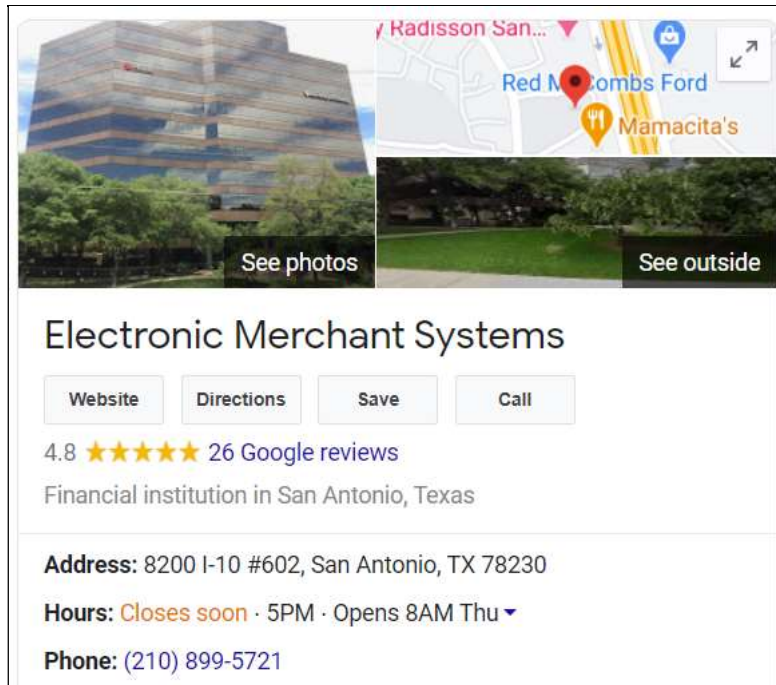 y Radisson San...
Red McCombs Ford
Mamacita's
See photos
See outside
Electronic Merchant Systems
Website Directions Save Call
4.8 26 Google reviews
Financial institution in San Antonio, Texas
Address: 8200 I-10 #602, San Antonio, TX 78230
Hours: Closes soon · 5PM · Opens 8AM Thu
Phone: (210) 899-5721